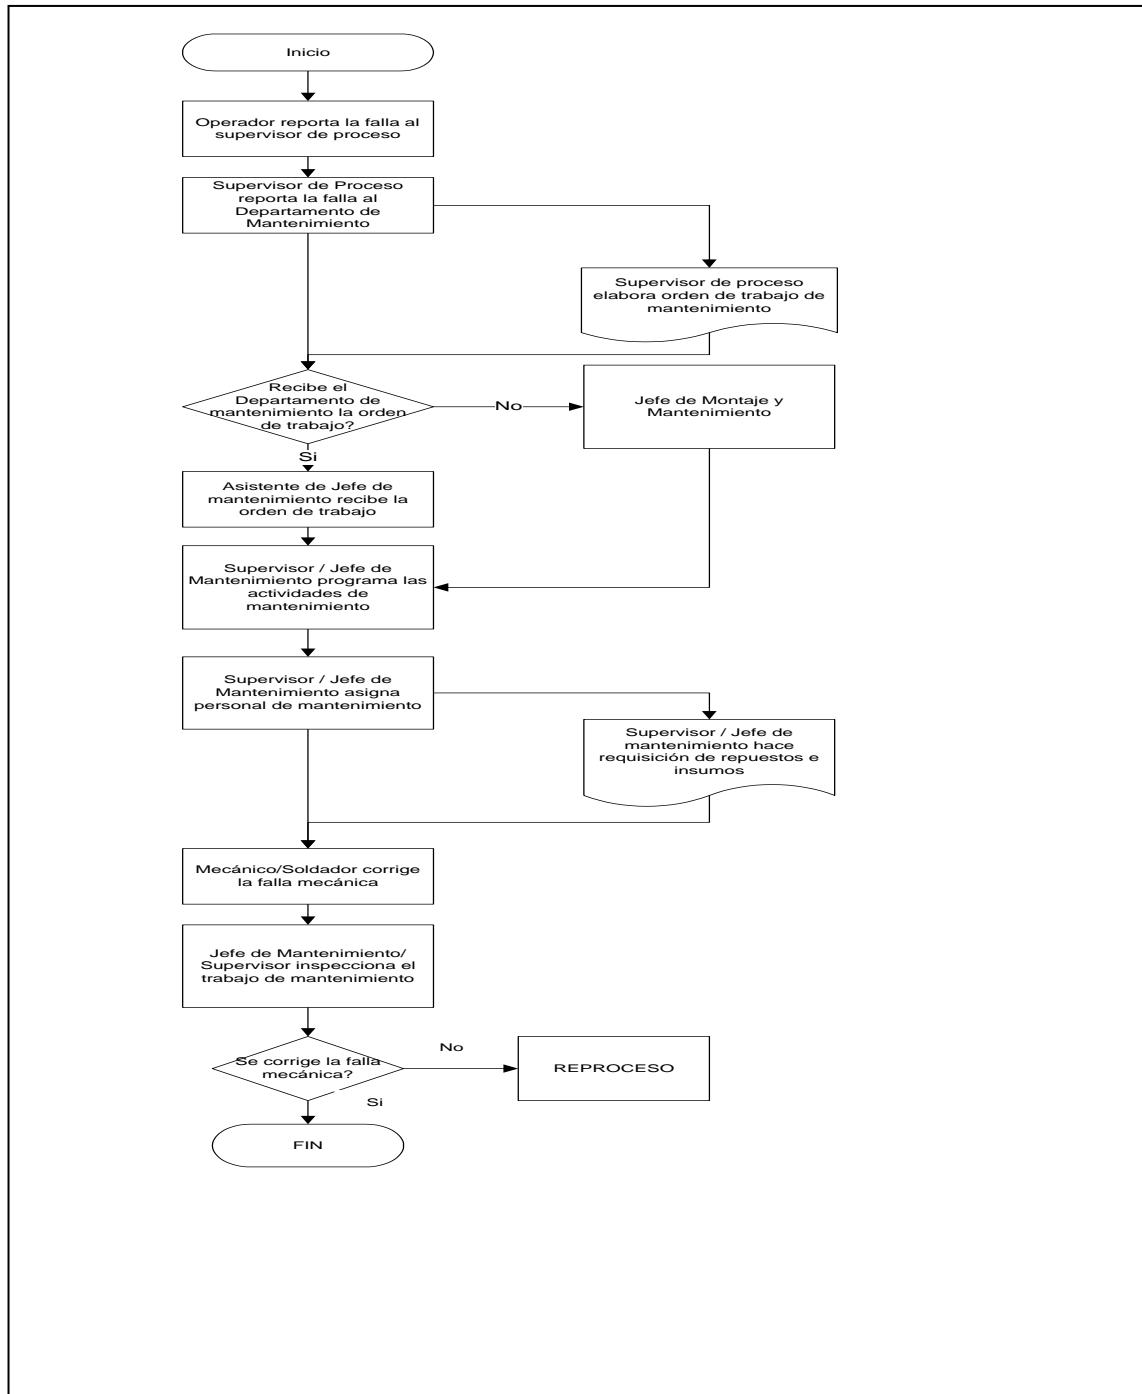 Inicio
Operador reporta la falla al
supervisor de proceso
Supervisor de Proceso
reporta la falla al
Departamento de
Mantenimiento
Supervisor de proceso
elabora orden de trabajo de
mantenimiento
Recibe el
Departamento de
mantenimiento la orden
de trabajo?
No
Jefe de Montaje y
Mantenimiento
Si
Asistente de Jefe de
mantenimiento recibe la
orden de trabajo
Supervisor / Jefe de
Mantenimiento programa las
actividades de
mantenimiento
Supervisor / Jefe de
Mantenimiento asigna
personal de mantenimiento
Supervisor / Jefe de
mantenimiento hace
requisición de repuestos e
insumos
Mecánico/Soldador corrige
la falla mecánica
Jefe de Mantenimiento/
Supervisor inspecciona el
trabajo de mantenimiento
Se corrige la falla
mecánica?
No
REPROCESO
Si
FIN